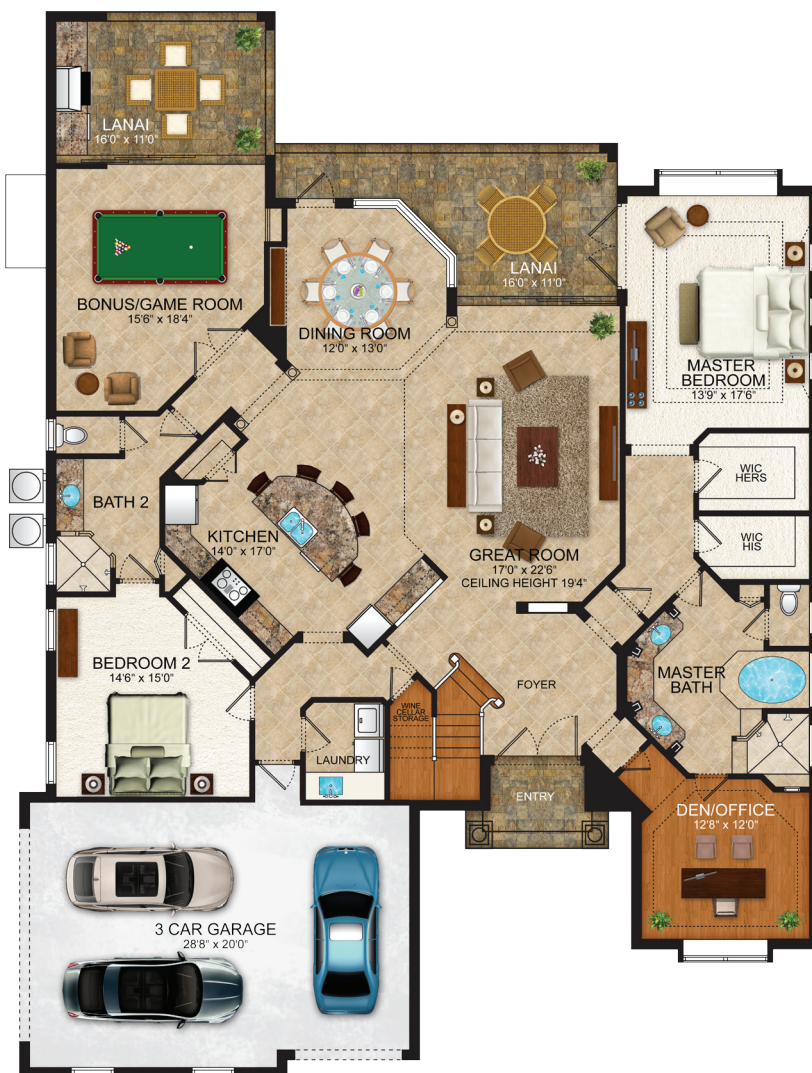 LANAI
16'0" x 11'0"
LANAI
16'0" x 11'0"
BONUS/GAME ROOM
15'6" x 18'4"
DINING ROOM
12'0" x 13'0"
MASTER
BEDROOM
13'9" x 17'6"
WIC
HERS
WIC
HIS
BATH 2
KITCHEN
14'0" x 17'0"
GREAT ROOM
17'0" x 22'6"
CEILING HEIGHT 19'4"
BEDROOM 2
14'6" x 15'0"
MASTER
BATH
FOYER
WINE
CELLAR
STORAGE
LAUNDRY
ENTRY
DEN/OFFICE
12'8" x 12'0"
3 CAR GARAGE
28'8" x 20'0"